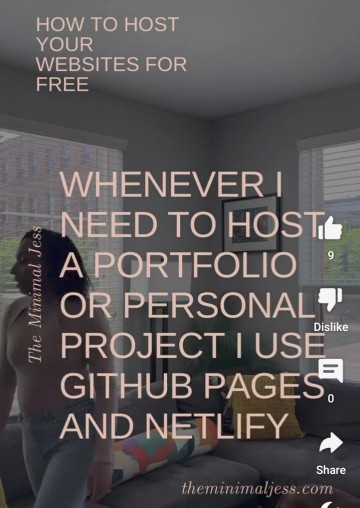 HOW TO HOST
YOUR
WEBSITES FOR
FREE
WHENEVER I
NEED TO HOST
A PORTFOLIO
OR PERSONAL
PROJECT I USE
GITHUB PAGES
AND NETLIFY
The Minimal Jess
9
Dislike
0
Share
theminimaljess.com